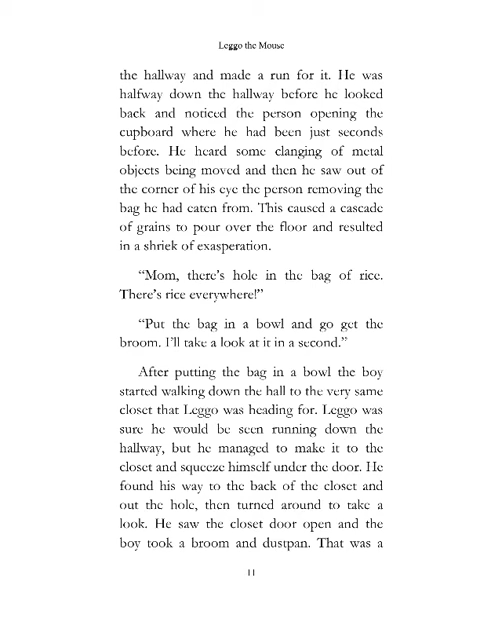 Leggo the Mouse
the hallway and made a run for it. He was
halfway down the hallway before he looked
back and noticed the person opening the
cupboard where he had been just seconds
before. He heard some clanging of metal
objects being moved and then he saw out of
the corner of his eye the person removing the
bag he had eaten from. This caused a cascade
of grains to pour over the floor and resulted
in a shriek of exasperation.
“Mom, there’s hole in the bag of rice.
There’s rice everywhere!”
“Put the bag in a bowl and go get the
broom. I’ll take a look at it in a second.”
After putting the bag in a bowl the boy
started walking down the hall to the very same
closet that Leggo was heading for. Leggo was
sure he would be seen running down the
hallway, but he managed to make it to the
closet and squeeze himself under the door. He
found his way to the back of the closet and
out the hole, then turned around to take a
look. He saw the closet door open and the
boy took a broom and dustpan. That was a
11